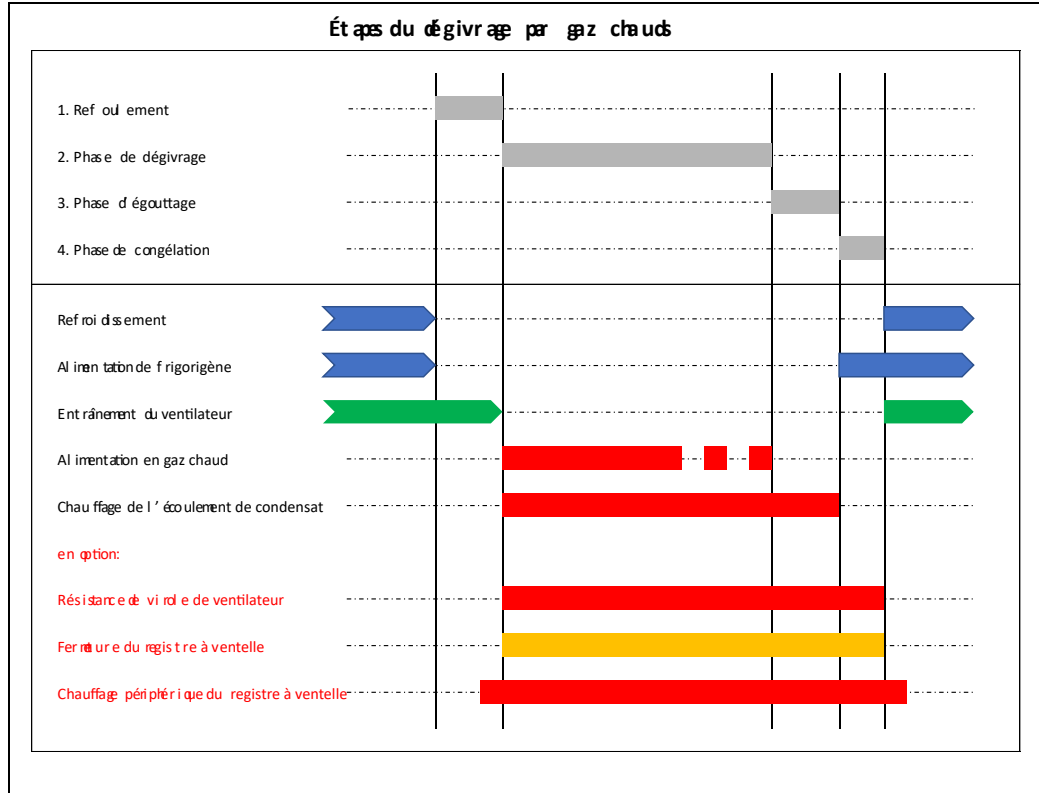 Étapes du dégivrage par gaz chauds
1. Refoulement
2. Phase de dégivrage
3. Phase d'égouttage
4. Phase de congélation
Refroidissement
Alimentation de frigorigène
Entraînement du ventilateur
Alimentation en gaz chaud
Chauffage de l'écoulement de condensat
en option:
Résistance de virole de ventilateur
Fermeture du registre à ventelle
Chauffage périphérique du registre à ventelle